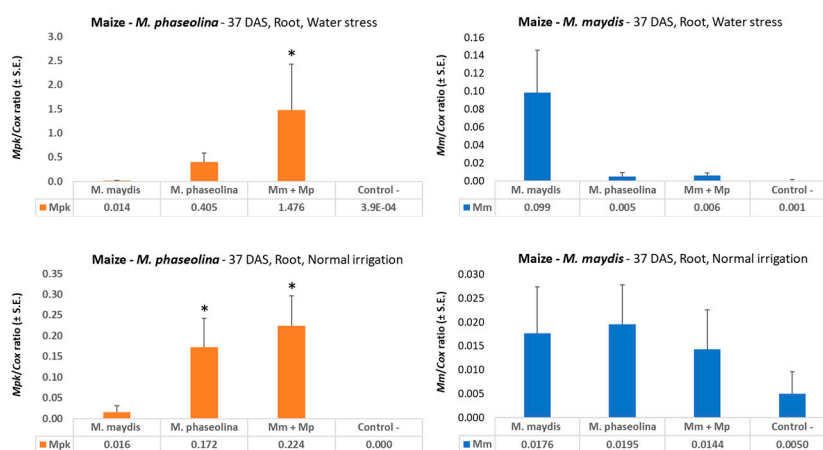 Maize - M. phaseolina - 37 DAS, Root, Water stress
Mpk/Cox ratio (± S.E.)
3.0
2.5
2.0
1.5
1.0
0.5
0.0
*
M. maydis M. phaseolina Mm + Mp Control -
Mpk 0.014 0.405 1.476 3.9E-04
Maize - M. maydis - 37 DAS, Root, Water stress
Mm/Cox ratio (± S.E.)
0.16
0.14
0.12
0.10
0.08
0.06
0.04
0.02
0.00
M. maydis M. phaseolina Mm + Mp Control -
Mm 0.099 0.005 0.006 0.001
Maize - M. phaseolina - 37 DAS, Root, Normal irrigation
Mpk/Cox ratio (± S.E.)
0.35
0.30
0.25
0.20
0.15
0.10
0.05
0.00
* *
M. maydis M. phaseolina Mm + Mp Control -
Mpk 0.016 0.172 0.224 0.000
Maize - M. maydis - 37 DAS, Root, Normal irrigation
Mm/Cox ratio (± S.E.)
0.030
0.025
0.020
0.015
0.010
0.005
0.000
M. maydis M. phaseolina Mm + Mp Control -
Mm 0.0176 0.0195 0.0144 0.0050